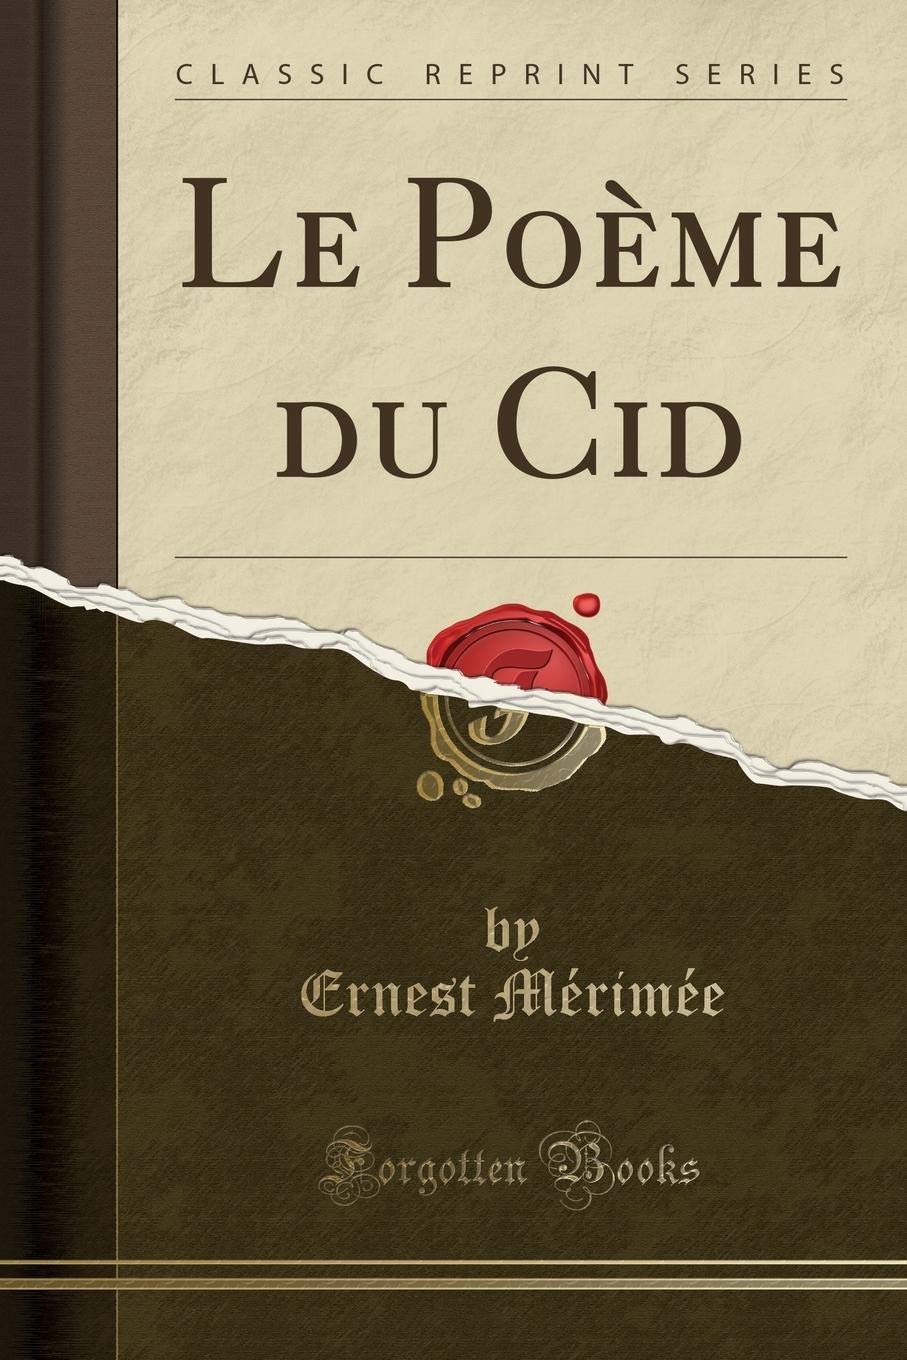 CLASSIC REPRINT SERIES
LE POÈME
DU CID
by
Ernest Mérimée
Forgotten Books